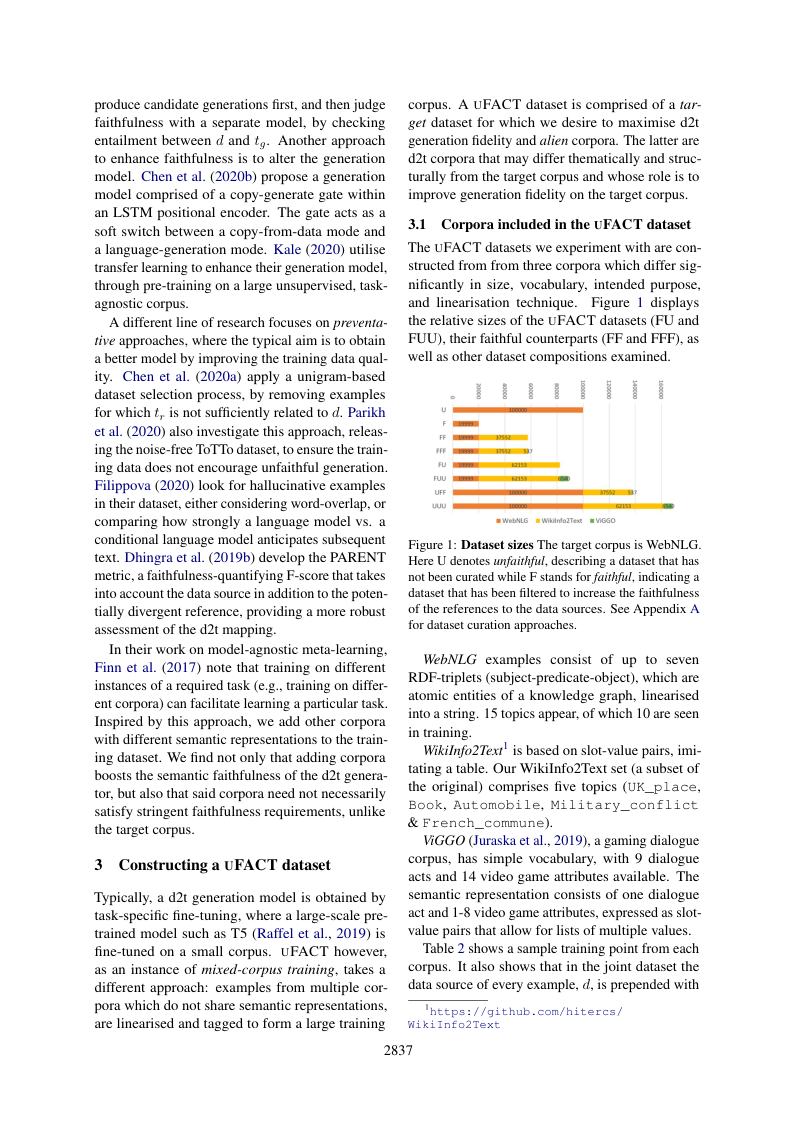 produce candidate generations first, and then judge
faithfulness with a separate model, by checking
entailment between d and tg. Another approach
to enhance faithfulness is to alter the generation
model. Chen et al. (2020b) propose a generation
model comprised of a copy-generate gate within
an LSTM positional encoder. The gate acts as a
soft switch between a copy-from-data mode and
a language-generation mode. Kale (2020) utilise
transfer learning to enhance their generation model,
through pre-training on a large unsupervised, task-
agnostic corpus.
A different line of research focuses on preventa-
tive approaches, where the typical aim is to obtain
a better model by improving the training data qual-
ity. Chen et al. (2020a) apply a unigram-based
dataset selection process, by removing examples
for which tr is not sufficiently related to d. Parikh
et al. (2020) also investigate this approach, releas-
ing the noise-free ToTTo dataset, to ensure the train-
ing data does not encourage unfaithful generation.
Filippova (2020) look for hallucinative examples
in their dataset, either considering word-overlap, or
comparing how strongly a language model vs. a
conditional language model anticipates subsequent
text. Dhingra et al. (2019b) develop the PARENT
metric, a faithfulness-quantifying F-score that takes
into account the data source in addition to the poten-
tially divergent reference, providing a more robust
assessment of the d2t mapping.
In their work on model-agnostic meta-learning,
Finn et al. (2017) note that training on different
instances of a required task (e.g., training on differ-
ent corpora) can facilitate learning a particular task.
Inspired by this approach, we add other corpora
with different semantic representations to the train-
ing dataset. We find not only that adding corpora
boosts the semantic faithfulness of the d2t genera-
tor, but also that said corpora need not necessarily
satisfy stringent faithfulness requirements, unlike
the target corpus.
3 Constructing a UFACT dataset
Typically, a d2t generation model is obtained by
task-specific fine-tuning, where a large-scale pre-
trained model such as T5 (Raffel et al., 2019) is
fine-tuned on a small corpus. UFACT however,
as an instance of mixed-corpus training, takes a
different approach: examples from multiple cor-
pora which do not share semantic representations,
are linearised and tagged to form a large training
corpus. A UFACT dataset is comprised of a tar-
get dataset for which we desire to maximise d2t
generation fidelity and alien corpora. The latter are
d2t corpora that may differ thematically and struc-
turally from the target corpus and whose role is to
improve generation fidelity on the target corpus.
3.1 Corpora included in the UFACT dataset
The UFACT datasets we experiment with are con-
structed from from three corpora which differ sig-
nificantly in size, vocabulary, intended purpose,
and linearisation technique. Figure 1 displays
the relative sizes of the UFACT datasets (FU and
FUU), their faithful counterparts (FF and FFF), as
well as other dataset compositions examined.
0 20000 40000 60000 80000 100000 120000 140000 160000
U 100000
F 19999
FF 19999 37552
FFF 19999 37552 537
FU 19999 62153
FUU 19999 62153
UFF 100000 37552 537
UUU 100000 62153
WebNLG WikiInfo2Text ViGGO
Figure 1: Dataset sizes The target corpus is WebNLG.
Here U denotes unfaithful, describing a dataset that has
not been curated while F stands for faithful, indicating a
dataset that has been filtered to increase the faithfulness
of the references to the data sources. See Appendix A
for dataset curation approaches.
WebNLG examples consist of up to seven
RDF-triplets (subject-predicate-object), which are
atomic entities of a knowledge graph, linearised
into a string. 15 topics appear, of which 10 are seen
in training.
WikiInfo2Text1 is based on slot-value pairs, imi-
tating a table. Our WikiInfo2Text set (a subset of
the original) comprises five topics (UK_place,
Book, Automobile, Military_conflict
& French_commune).
ViGGO (Juraska et al., 2019), a gaming dialogue
corpus, has simple vocabulary, with 9 dialogue
acts and 14 video game attributes available. The
semantic representation consists of one dialogue
act and 1-8 video game attributes, expressed as slot-
value pairs that allow for lists of multiple values.
Table 2 shows a sample training point from each
corpus. It also shows that in the joint dataset the
data source of every example, d, is prepended with
1https://github.com/hitercs/
WikiInfo2Text
2837